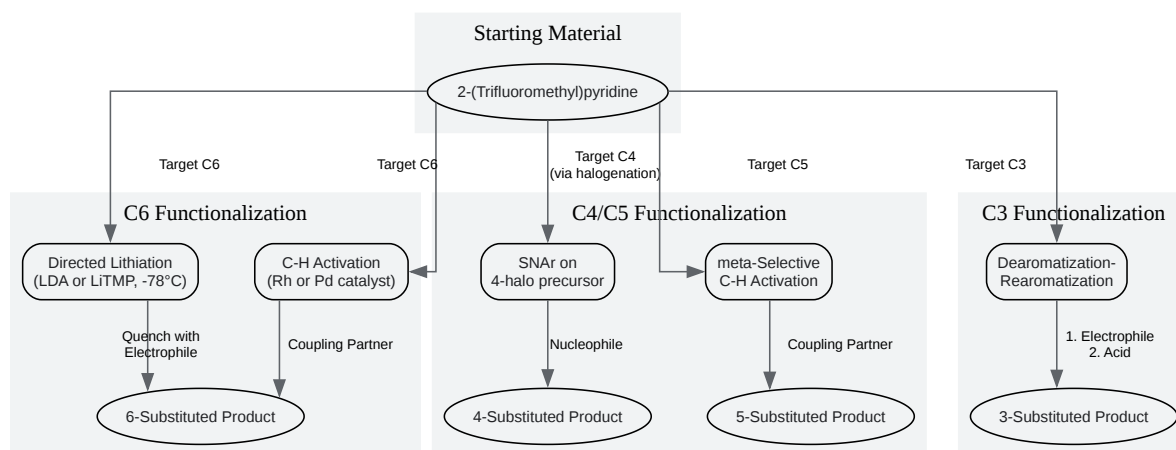 Starting Material
2-(Trifluoromethyl)pyridine
Target C6
Target C6
Target C4
(via halogenation)
Target C5
Target C3
C6 Functionalization
C4/C5 Functionalization
C3 Functionalization
Directed Lithiation
(LDA or LiTMP, -78°C)
C-H Activation
(Rh or Pd catalyst)
SNAr on
4-halo precursor
meta-Selective
C-H Activation
Dearomatization-
Rearomatization
Quench with
Electrophile
Coupling Partner
Nucleophile
Coupling Partner
1. Electrophile
2. Acid
6-Substituted Product
4-Substituted Product
5-Substituted Product
3-Substituted Product